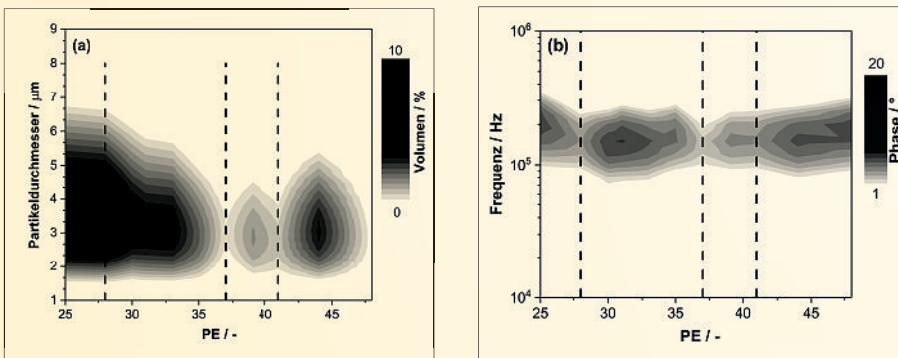 (a)
Partikeldurchmesser / µm
9
8
7
6
5
4
3
2
1
25 30 35 40 45
PE / -
10
0
Volumen / %
(b)
Frequenz / Hz
10⁶
10⁵
10⁴
25 30 35 40 45
PE / -
20
1
Phase / °